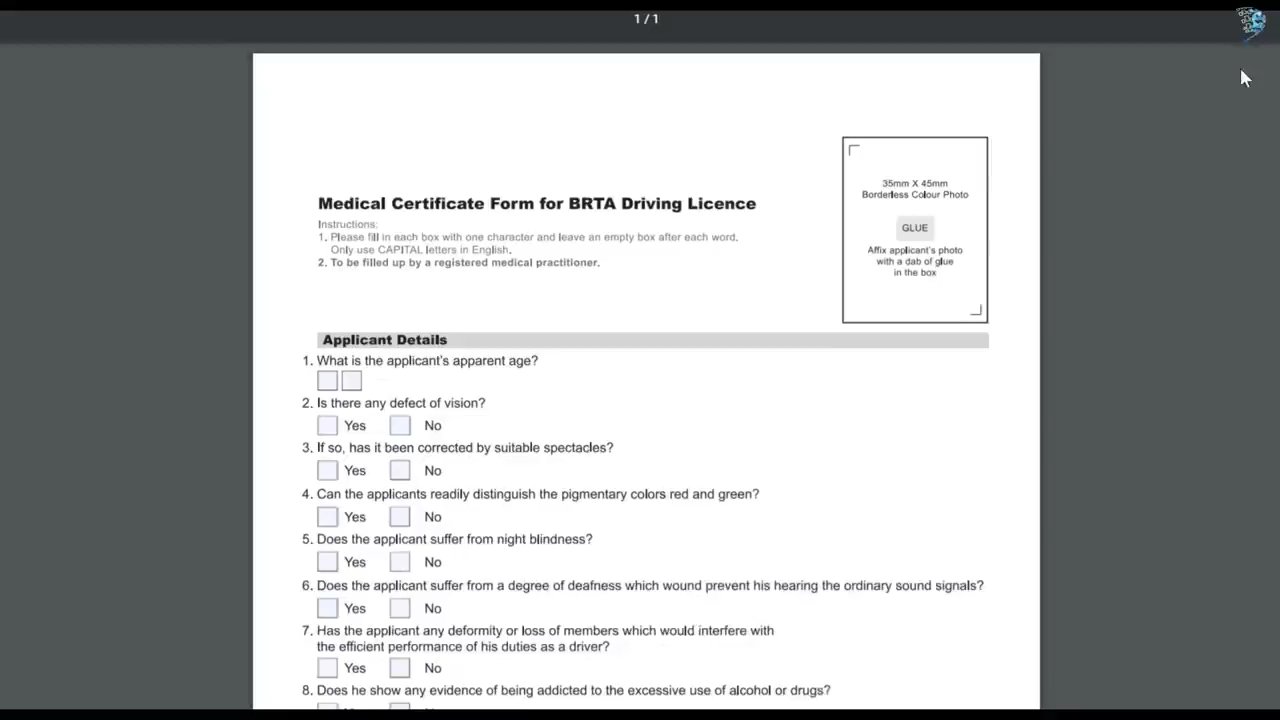 1 / 1
Medical Certificate Form for BRTA Driving Licence
Instructions:
1. Please fill in each box with one character and leave an empty box after each word.
Only use CAPITAL letters in English.
2. To be filled up by a registered medical practitioner.
35mm X 45mm
Borderless Colour Photo
GLUE
Affix applicant's photo
with a dab of glue
in the box
Applicant Details
1. What is the applicant's apparent age?
2. Is there any defect of vision?
Yes No
3. If so, has it been corrected by suitable spectacles?
Yes No
4. Can the applicants readily distinguish the pigmentary colors red and green?
Yes No
5. Does the applicant suffer from night blindness?
Yes No
6. Does the applicant suffer from a degree of deafness which wound prevent his hearing the ordinary sound signals?
Yes No
7. Has the applicant any deformity or loss of members which would interfere with
the efficient performance of his duties as a driver?
Yes No
8. Does he show any evidence of being addicted to the excessive use of alcohol or drugs?